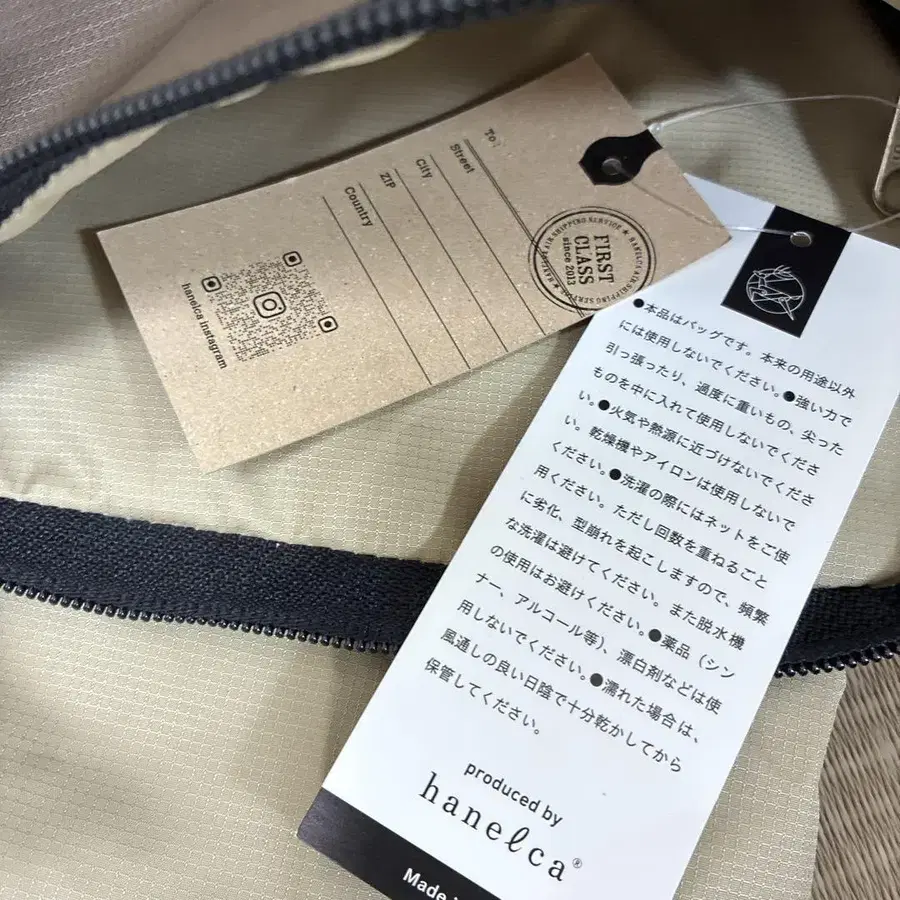 To:
Street
City
ZIP
Country
HANELCA AIR SHIPPING SERVICE
FIRST
CLASS
since 2013
hanelca instagram
●本品はバッグです。本来の用途以外
には使用しないでください。●強い力で
引っ張ったり、過度に重いもの、尖った
ものを中に入れて使用しないでくださ
い。●火気や熱源に近づけないでくださ
い。乾燥機やアイロンは使用しないで
ください。●洗濯の際にはネットをご使
用ください。ただし回数を重ねるごと
に劣化、型崩れを起こしますので、頻繁
な洗濯は避けてください。また脱水機
の使用はお避けください。●薬品（シン
ナー、アルコール等）、漂白剤などは使
用しないでください。●濡れた場合は、
風通しの良い日陰で十分乾かしてから
保管してください。
produced by
hanelca®
Made